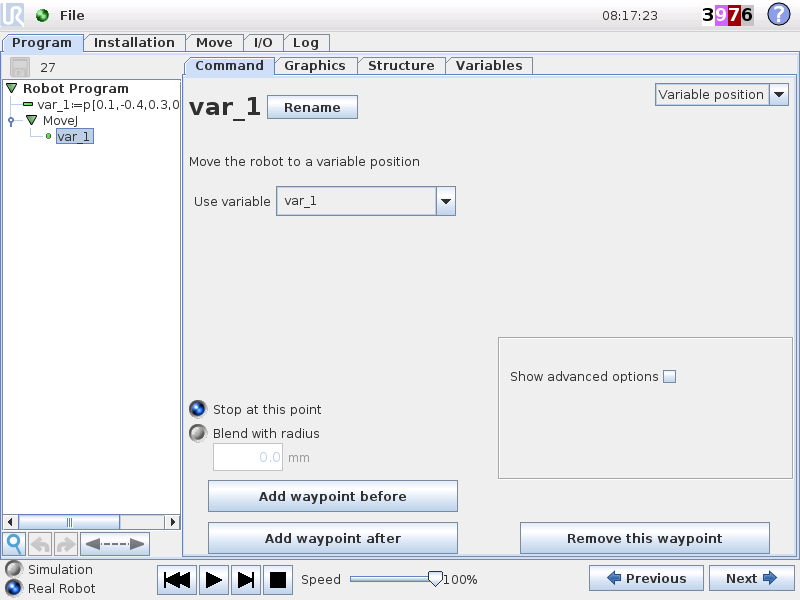 UR File 08:17:23 3976 ?
Program Installation Move I/O Log
27
Command Graphics Structure Variables
Robot Program
var_1≔p[0.1,-0.4,0.3,0
MoveJ
var_1
var_1 Rename Variable position
Move the robot to a variable position
Use variable var_1
Show advanced options
Stop at this point
Blend with radius
0.0 mm
Add waypoint before
Add waypoint after Remove this waypoint
Simulation
Real Robot
Speed 100%
Previous Next